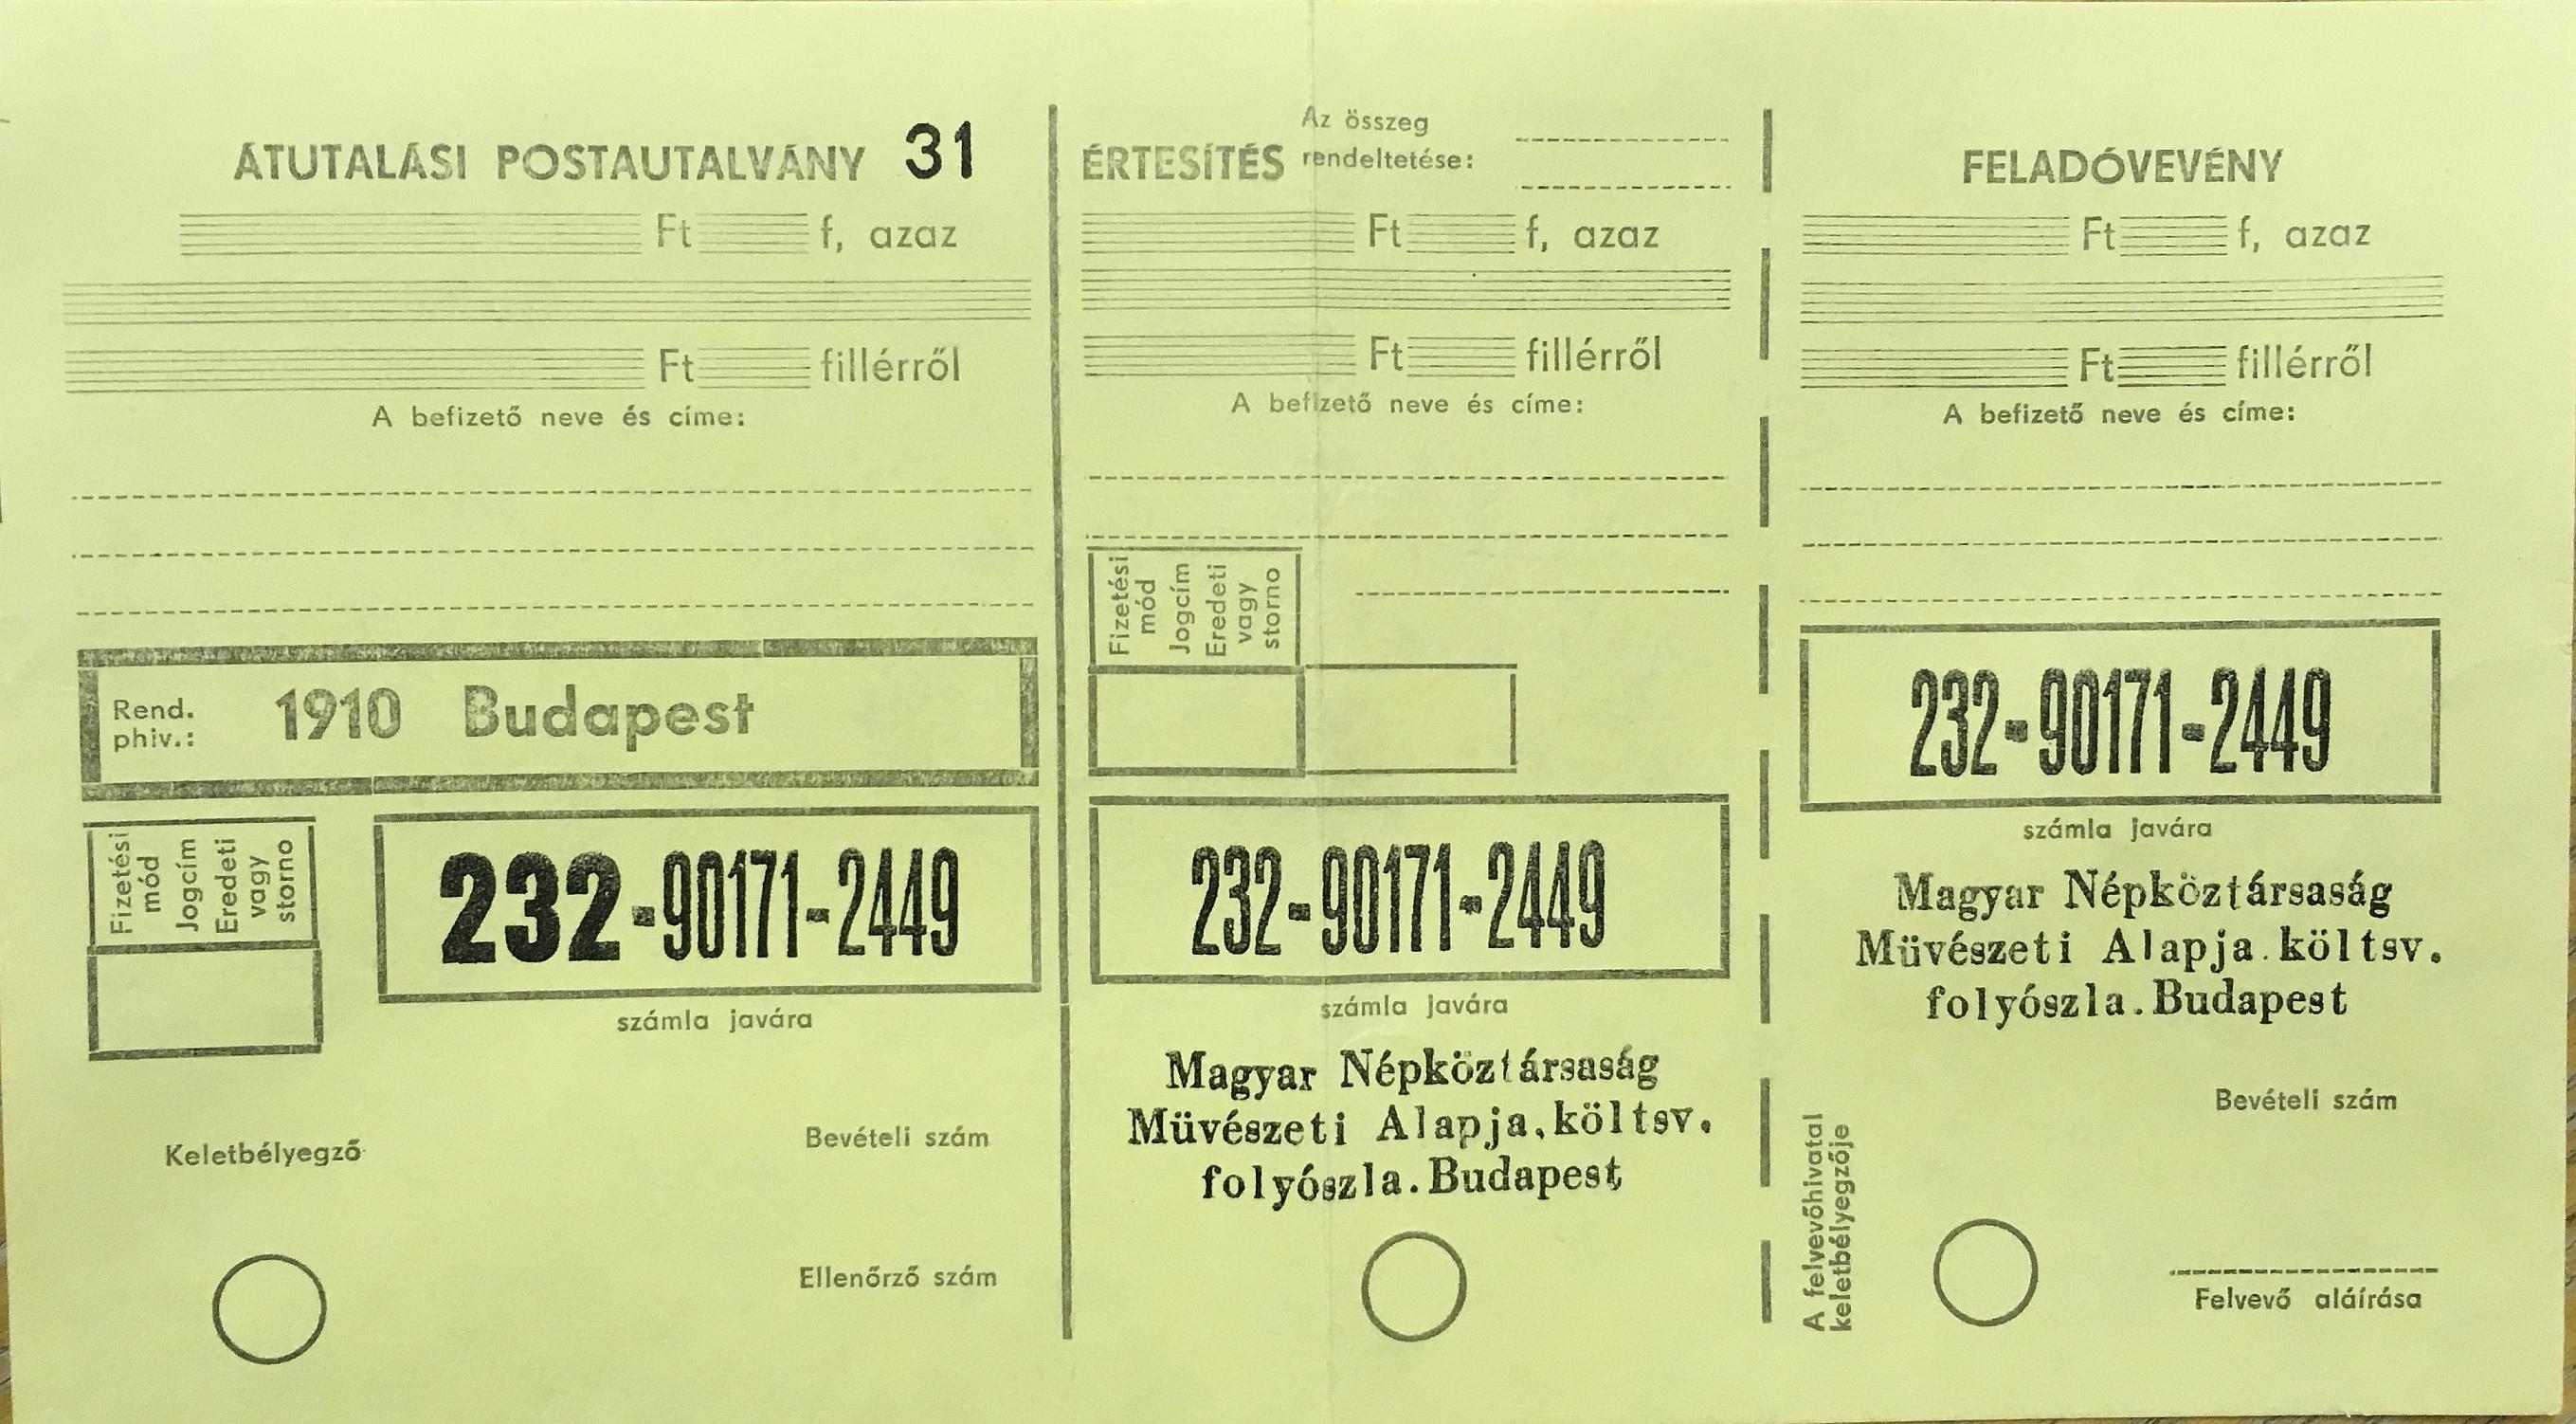 ÁTUTALÁSI POSTAUTALVÁNY 31
Ft f, azaz
Ft fillérről
A befizető neve és címe:
Rend.
phiv.: 1910 Budapest
Fizetési
mód
Jogcím
Eredeti
vagy
storno
232-90171-2449
számla javára
Keletbélyegző
Bevételi szám
Ellenőrző szám
ÉRTESÍTÉS
Az összeg
rendeltetése:
Ft f, azaz
Ft fillérről
A befizető neve és címe:
Fizetési
mód
Jogcím
Eredeti
vagy
storno
232-90171-2449
számla javára
Magyar Népköztársaság
Müvészeti Alapja.költsv.
folyószla.Budapest
FELADÓVEVÉNY
Ft f, azaz
Ft fillérről
A befizető neve és címe:
232-90171-2449
számla javára
Magyar Népköztársaság
Müvészeti Alapja.költsv.
folyószla.Budapest
Bevételi szám
A felvevőhivatal
keletbélyegzője
Felvevő aláírása